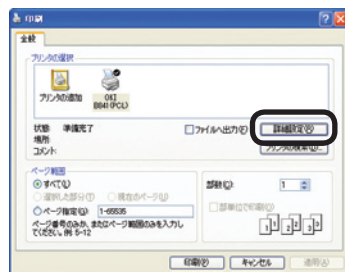 印刷
全般
プリンタの選択
プリンタの追加
OKI
B841(PCL)
状態: 準備完了
場所:
コメント:
ファイルへ出力(F)
詳細設定(R)
プリンタの検索(D)...
ページ範囲
すべて(L)
選択した部分(T)
現在のページ(U)
ページ指定(G): 1-65535
ページ番号のみか、またはページ範囲のみを入力し
てください。例: 5-12
部数(C): 1
部単位で印刷(O)
1 1 2 2 3 3
印刷(P)
キャンセル
適用(A)